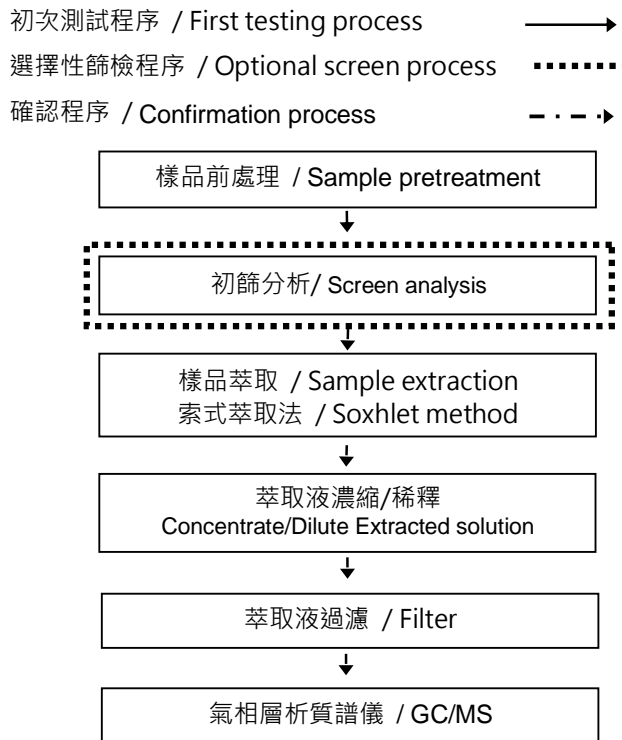 初次測試程序 / First testing process
選擇性篩檢程序 / Optional screen process
確認程序 / Confirmation process
樣品前處理 / Sample pretreatment
初篩分析/ Screen analysis
樣品萃取 / Sample extraction
索式萃取法 / Soxhlet method
萃取液濃縮/稀釋
Concentrate/Dilute Extracted solution
萃取液過濾 / Filter
氣相層析質譜儀 / GC/MS